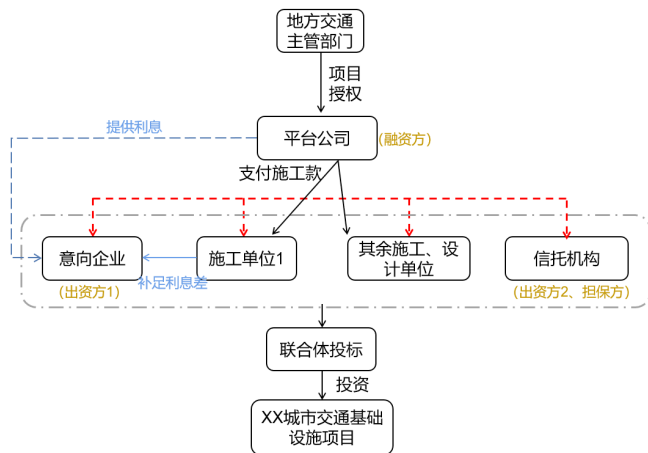 地方交通
主管部门
项目
授权
提供利息
平台公司
(融资方)
支付施工款
意向企业
施工单位1
其余施工、设
计单位
信托机构
(出资方1)
补足利息差
(出资方2、担保方)
联合体投标
投资
XX城市交通基础
设施项目